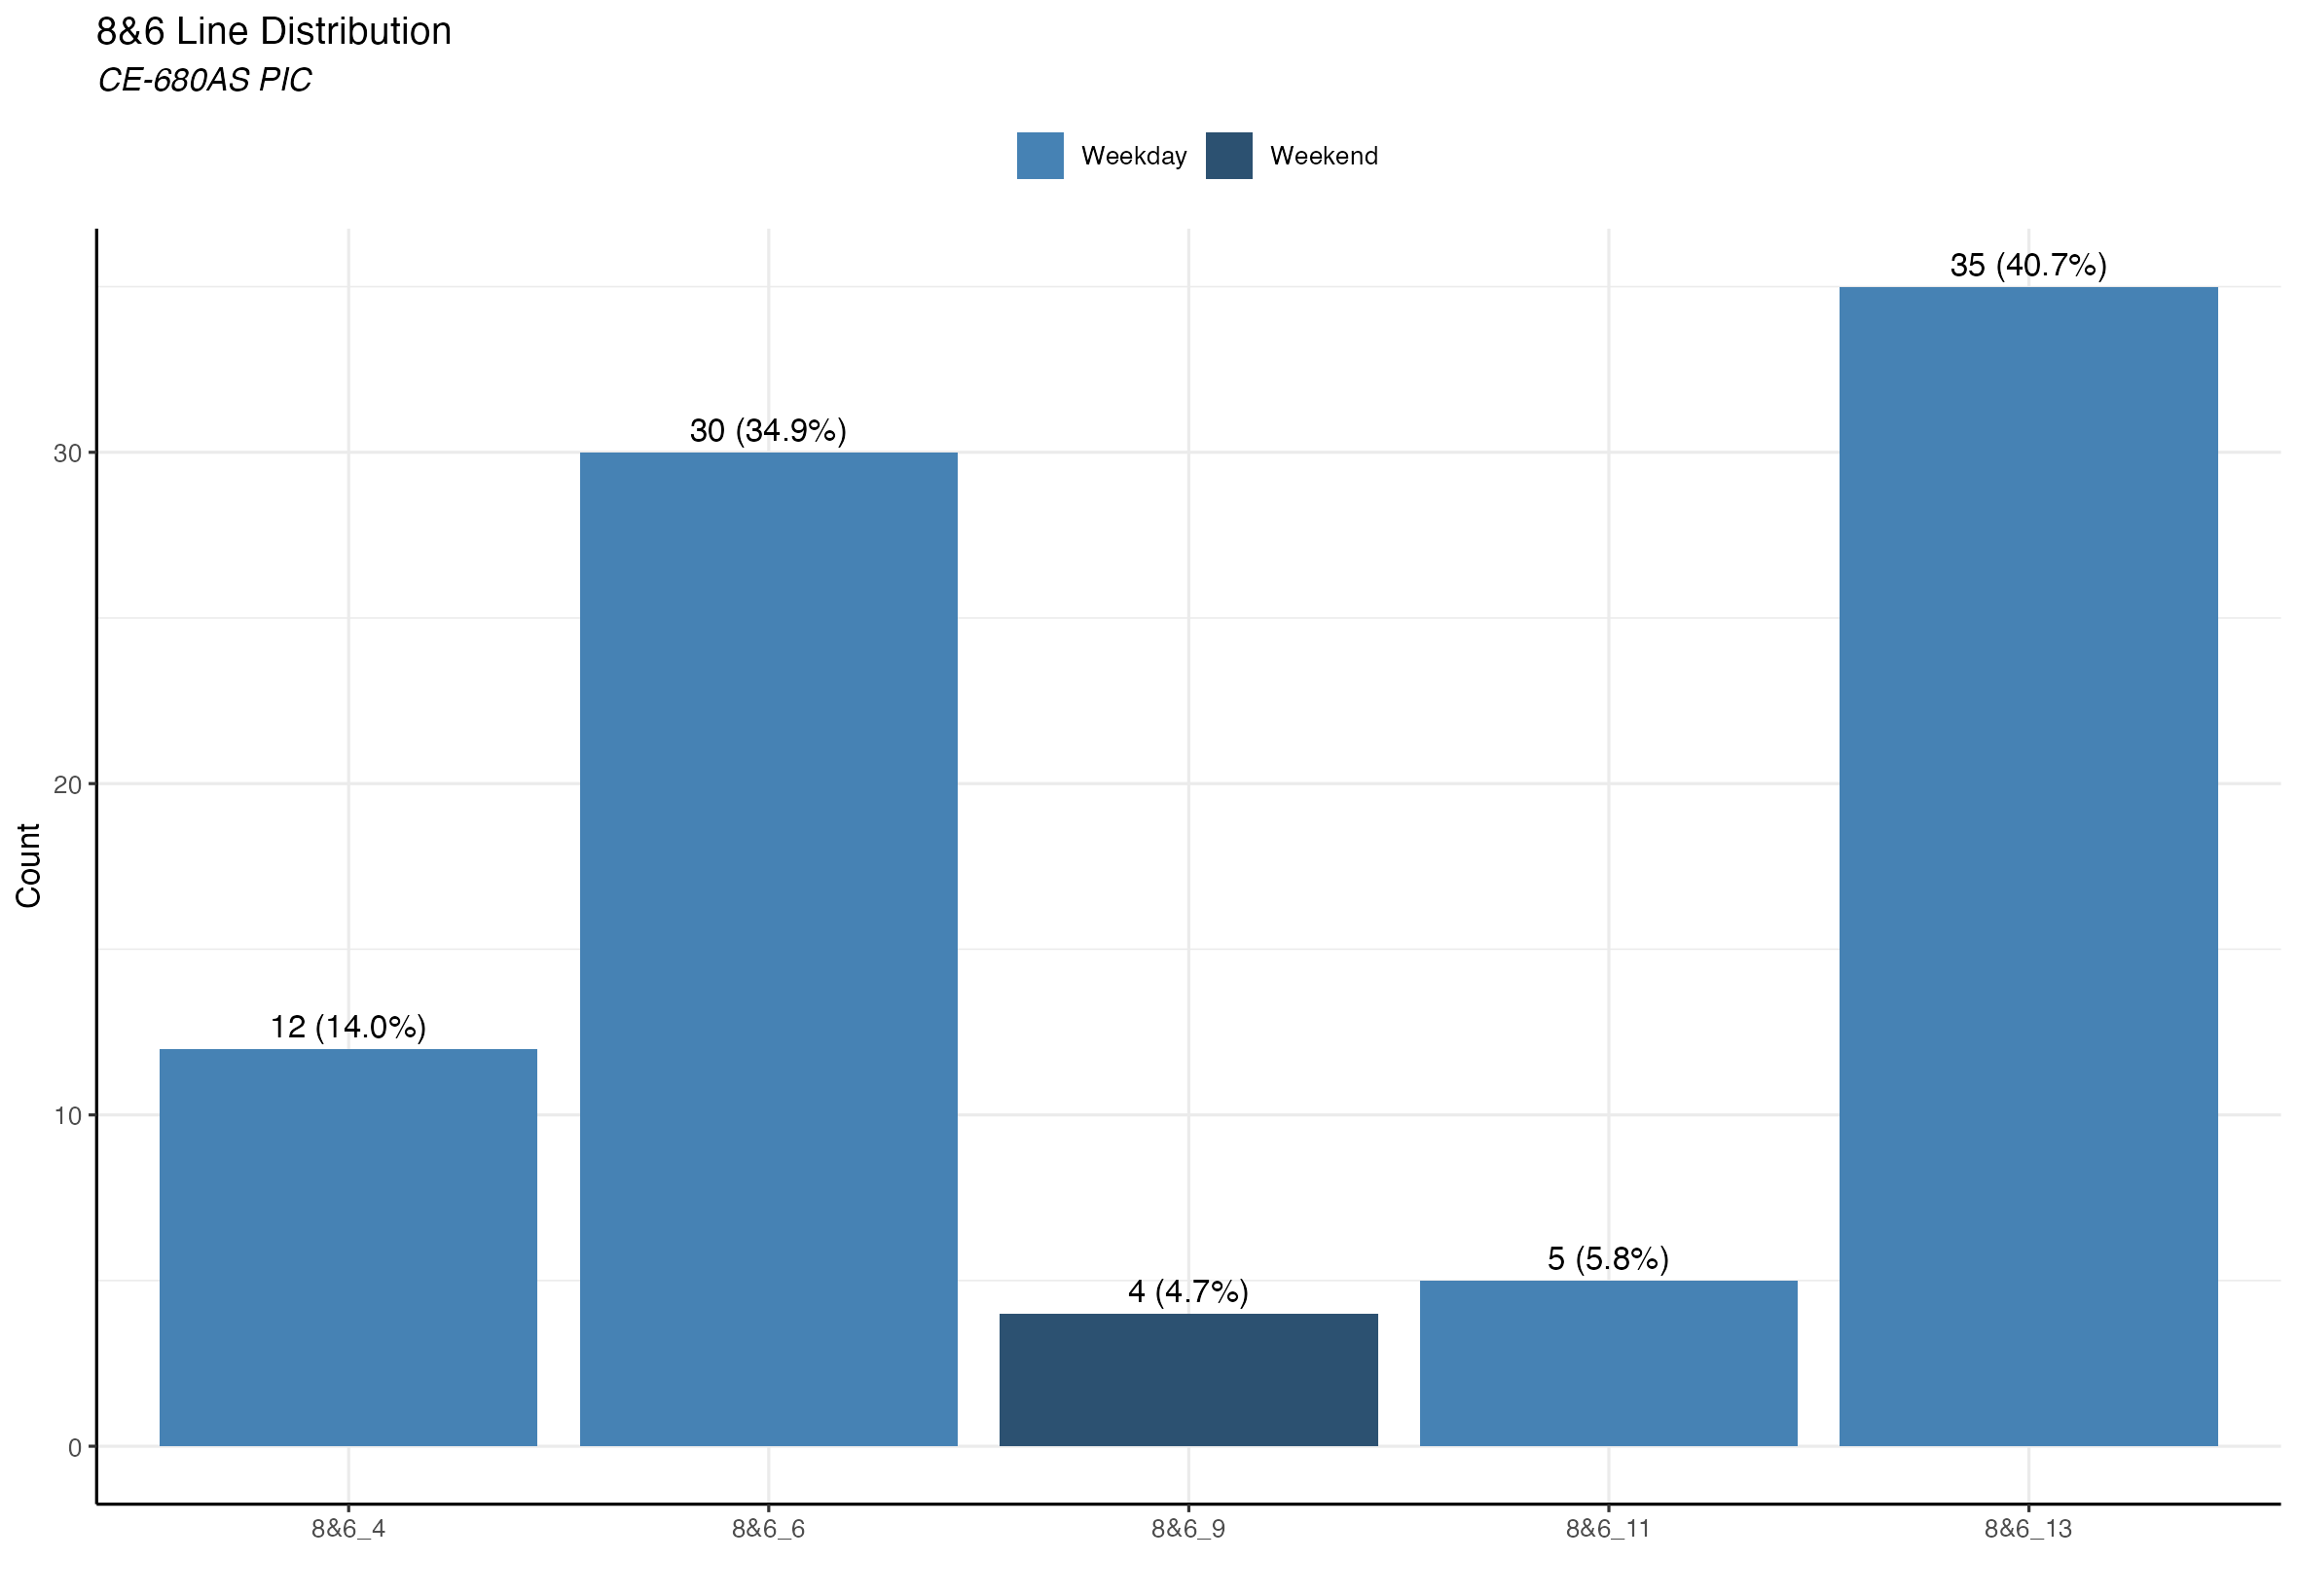 8&6 Line Distribution
CE-680AS PIC
Weekday Weekend
35 (40.7%)
30 (34.9%)
30
20
Count
12 (14.0%)
10
5 (5.8%)
4 (4.7%)
0
8&6_4 8&6_6 8&6_9 8&6_11 8&6_13